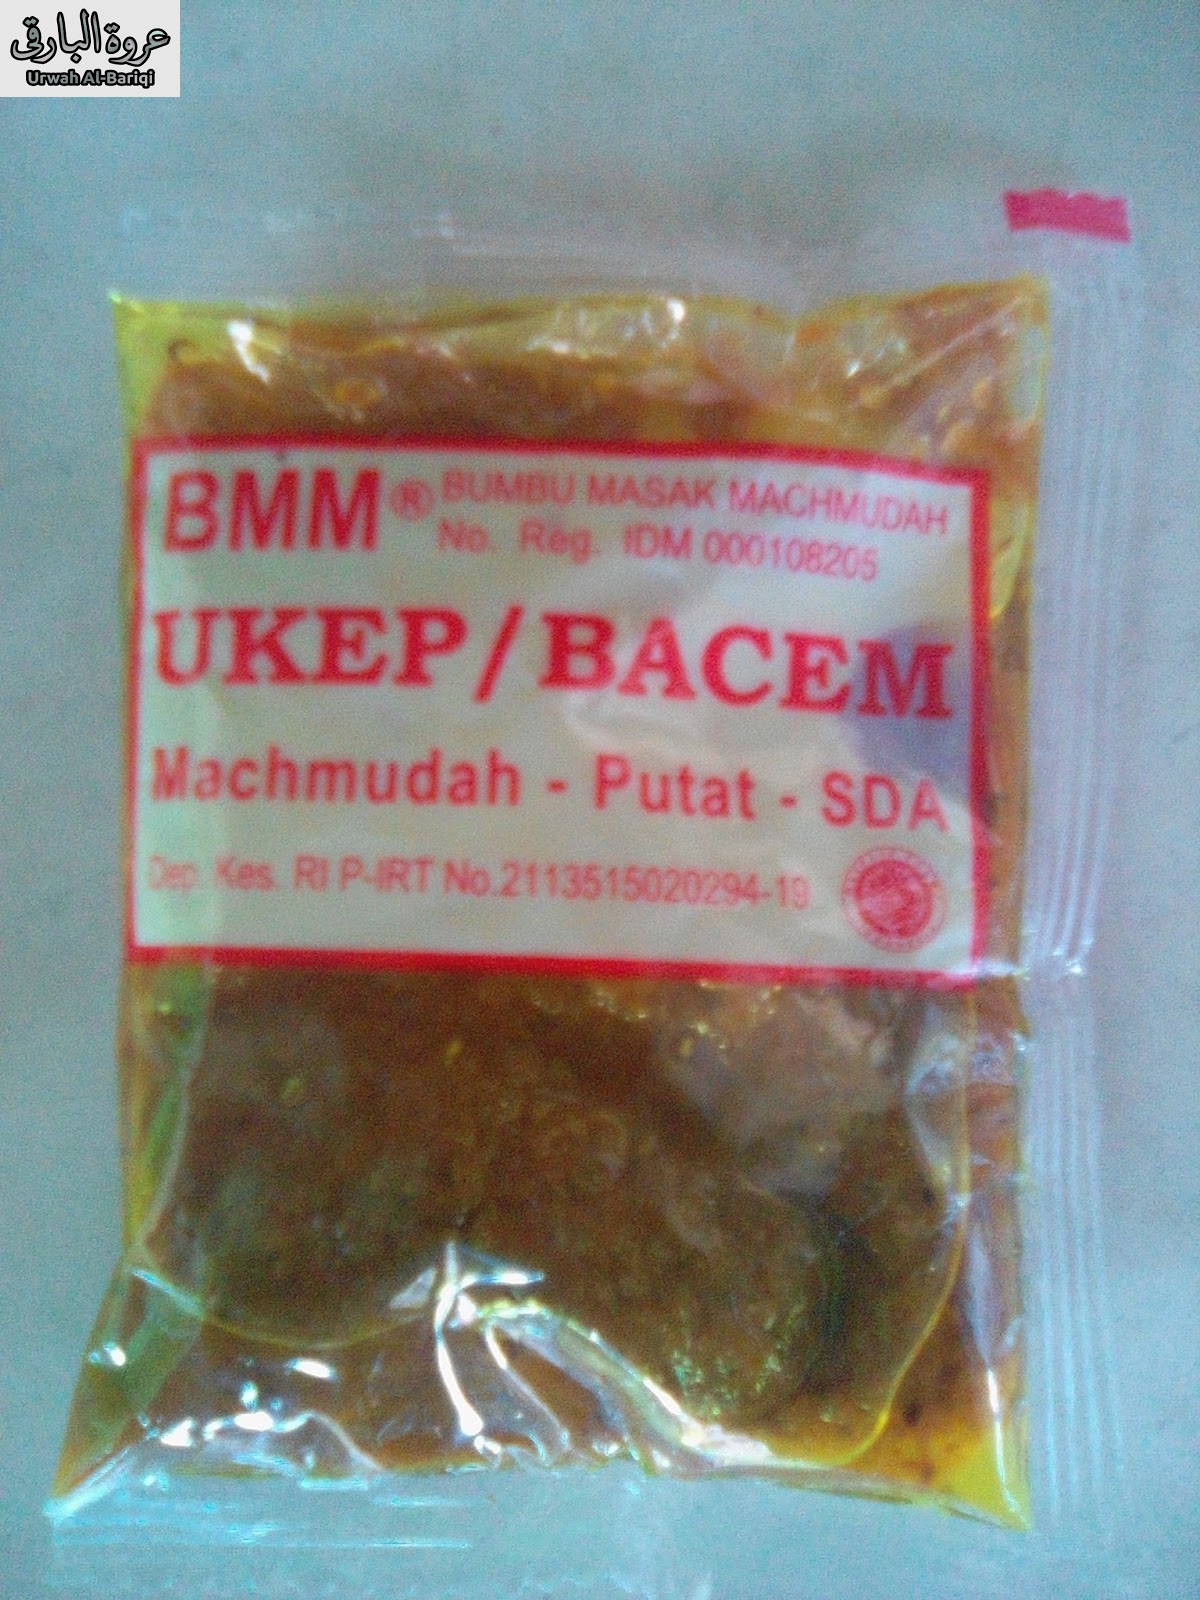 عروة البارقي
Urwah Al-Bariqi
BMM® BUMBU MASAK MACHMUDAH
No. Reg. IDM 000108205
UKEP/BACEM
Machmudah - Putat - SDA
Dep. Kes. RI P-IRT No.2113515020294-19